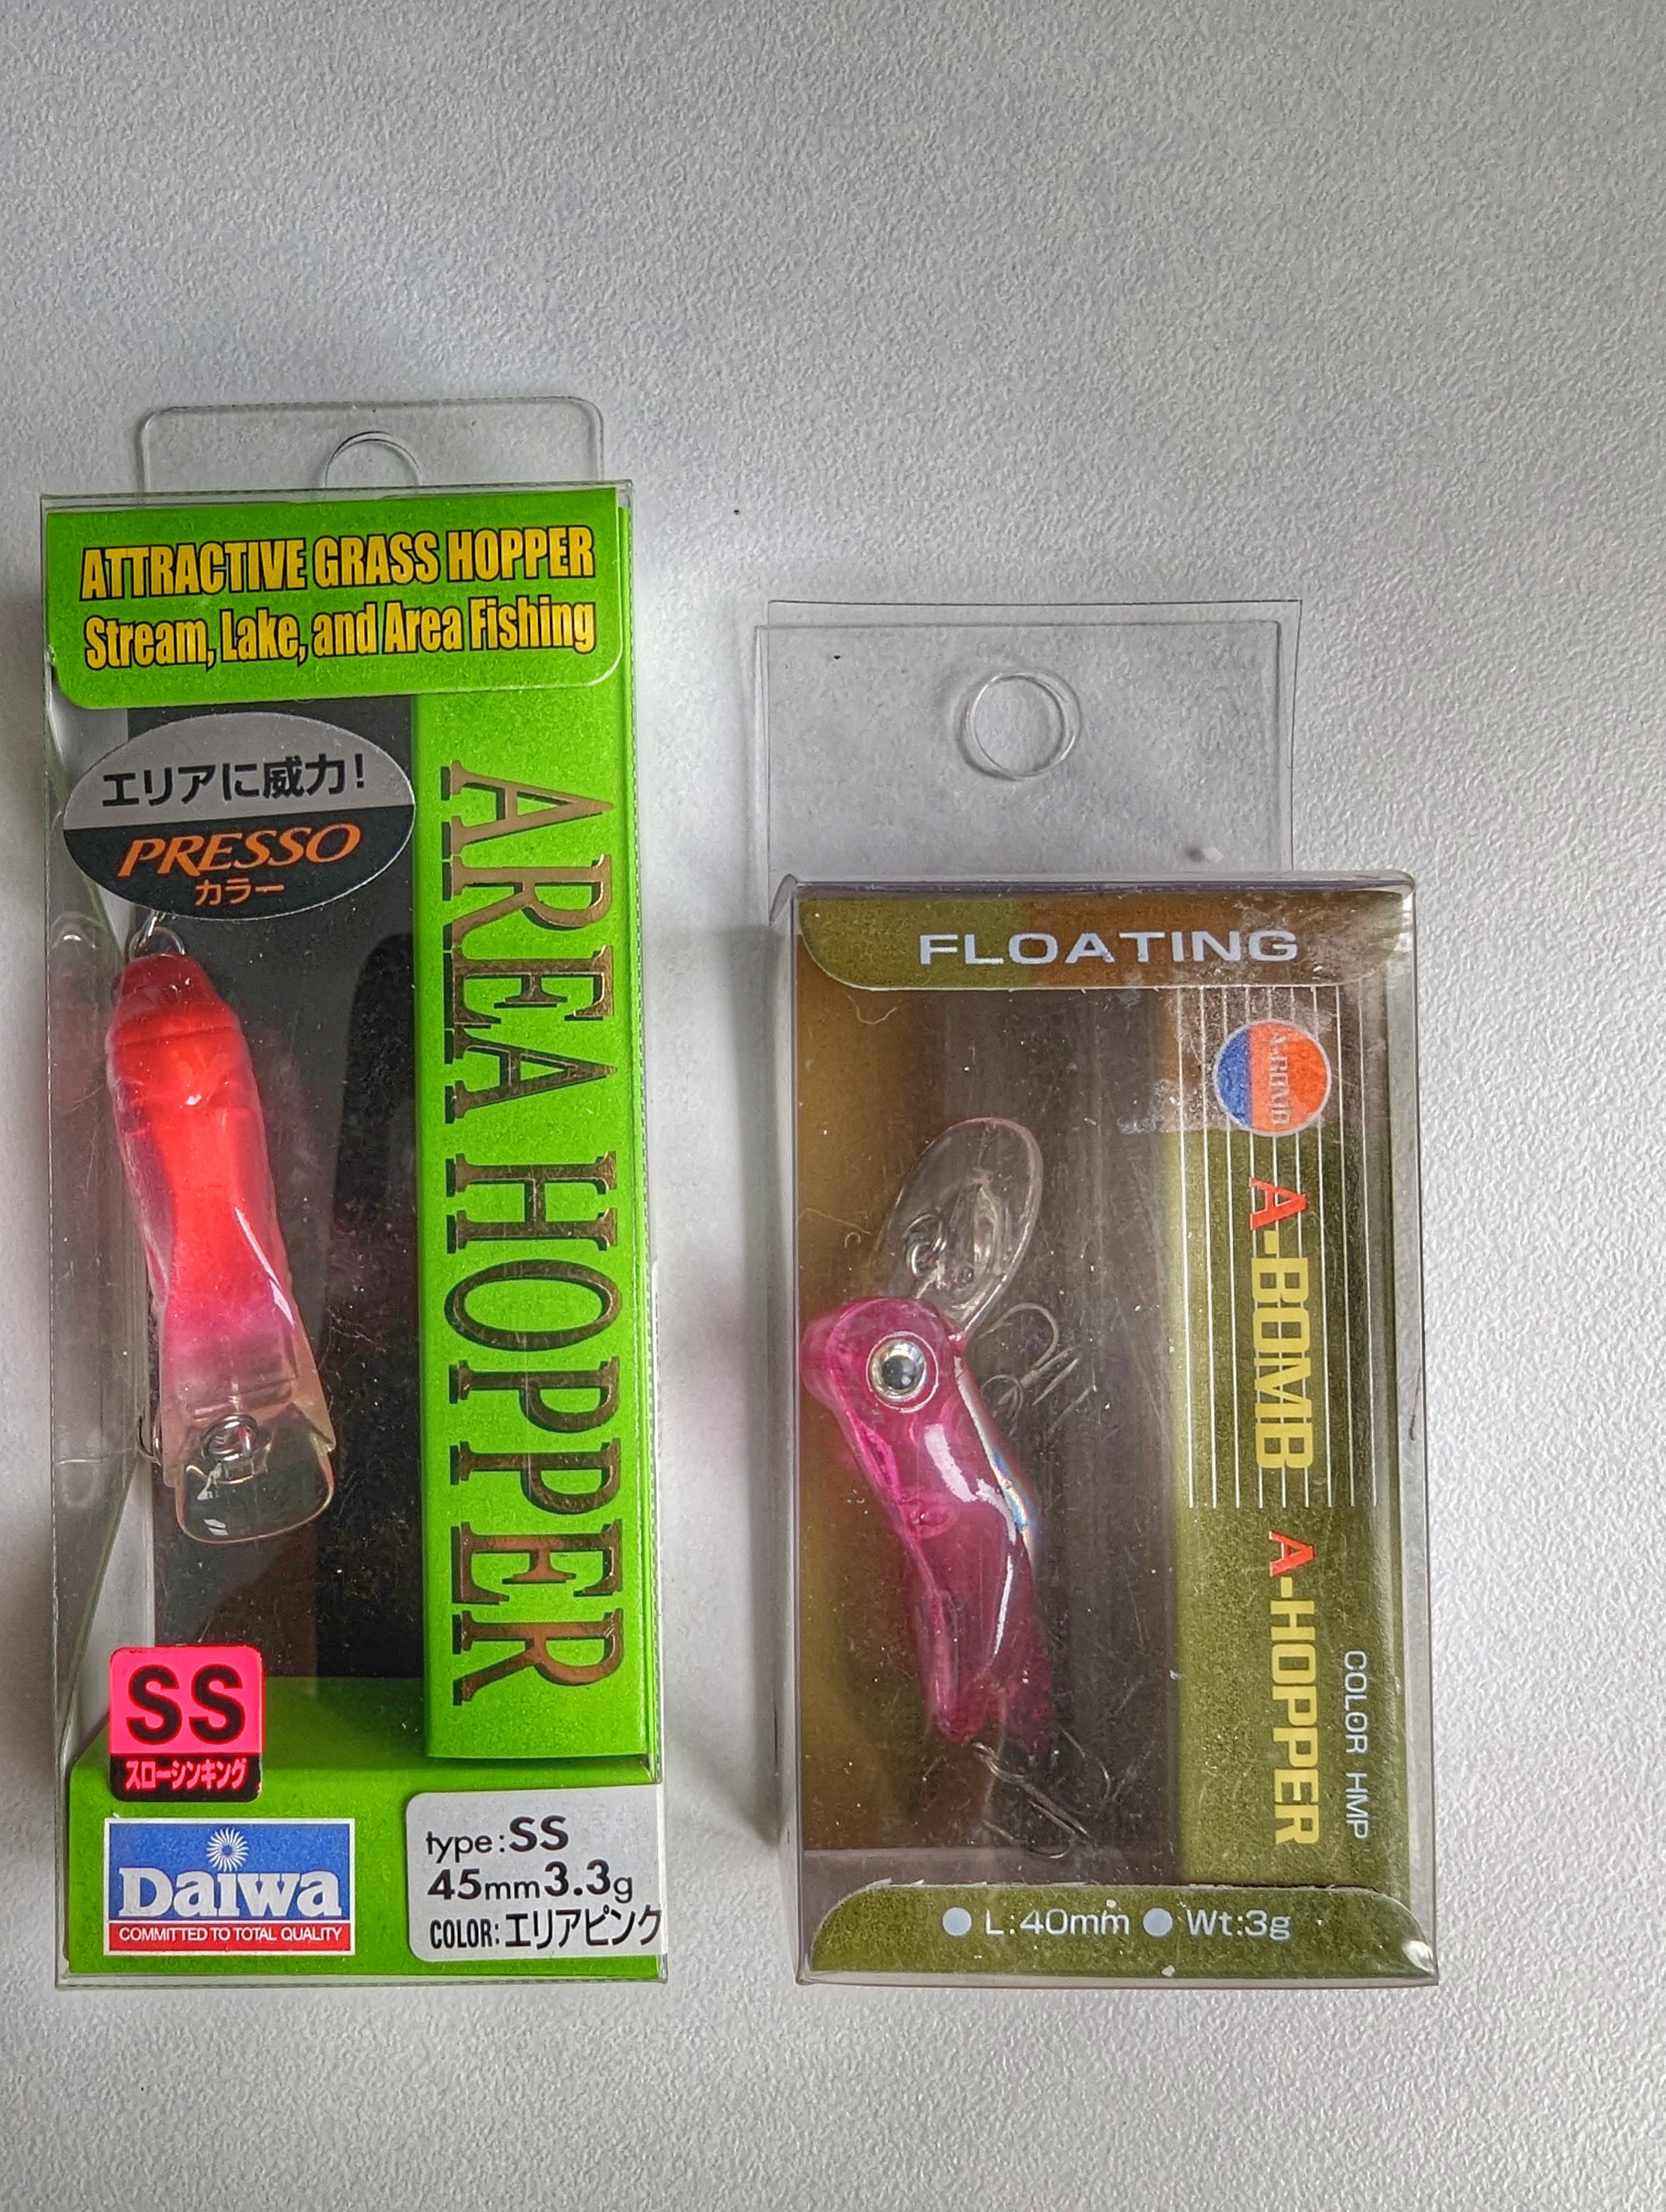 ATTRACTIVE GRASS HOPPER
Stream, Lake, and Area Fishing
エリアに威力!
PRESSO
カラー
AREA HOPPER
SS
スローシンキング
Daiwa
COMMITTED TO TOTAL QUALITY
type:SS
45mm3.3g
COLOR:エリアピンク
FLOATING
A-BOMB
A-BOMB A-HOPPER
COLOR HMP
L:40mm Wt:3g